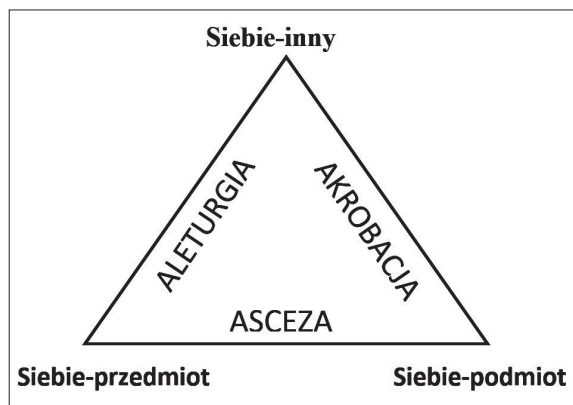 Siebie-inny
ALETURGIA
AKROBACJA
ASCEZA
Siebie-przedmiot
Siebie-podmiot